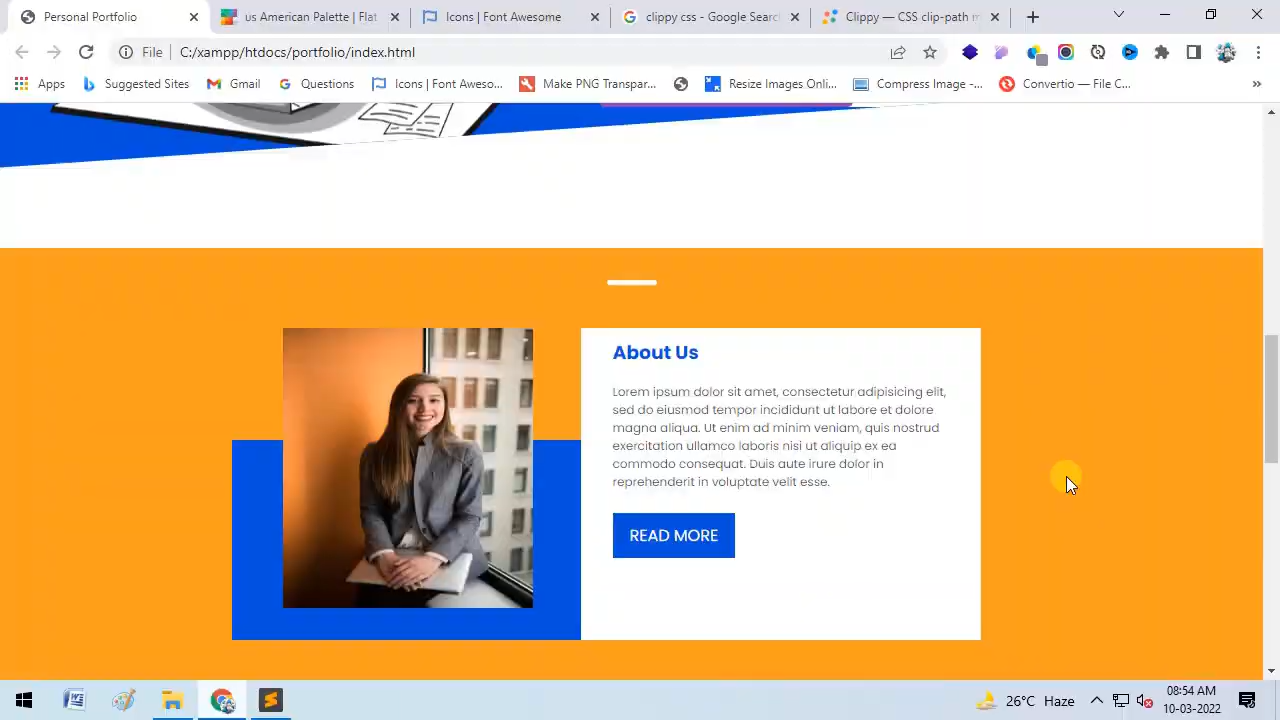 Personal Portfolio
us American Palette | Flat
Icons | Font Awesome
clippy css - Google Search
Clippy — CSS clip-path m
File
C:/xampp/htdocs/portfolio/index.html
Apps
Suggested Sites
Gmail
Questions
Icons | Font Aweso...
Make PNG Transpar...
Resize Images Onli...
Compress Image -...
Convertio — File C...
»
About Us
Lorem ipsum dolor sit amet, consectetur adipisicing elit,
sed do eiusmod tempor incididunt ut labore et dolore
magna aliqua. Ut enim ad minim veniam, quis nostrud
exercitation ullamco laboris nisi ut aliquip ex ea
commodo consequat. Duis aute irure dolor in
reprehenderit in voluptate velit esse.
READ MORE
26°C Haze
08:54 AM
10-03-2022